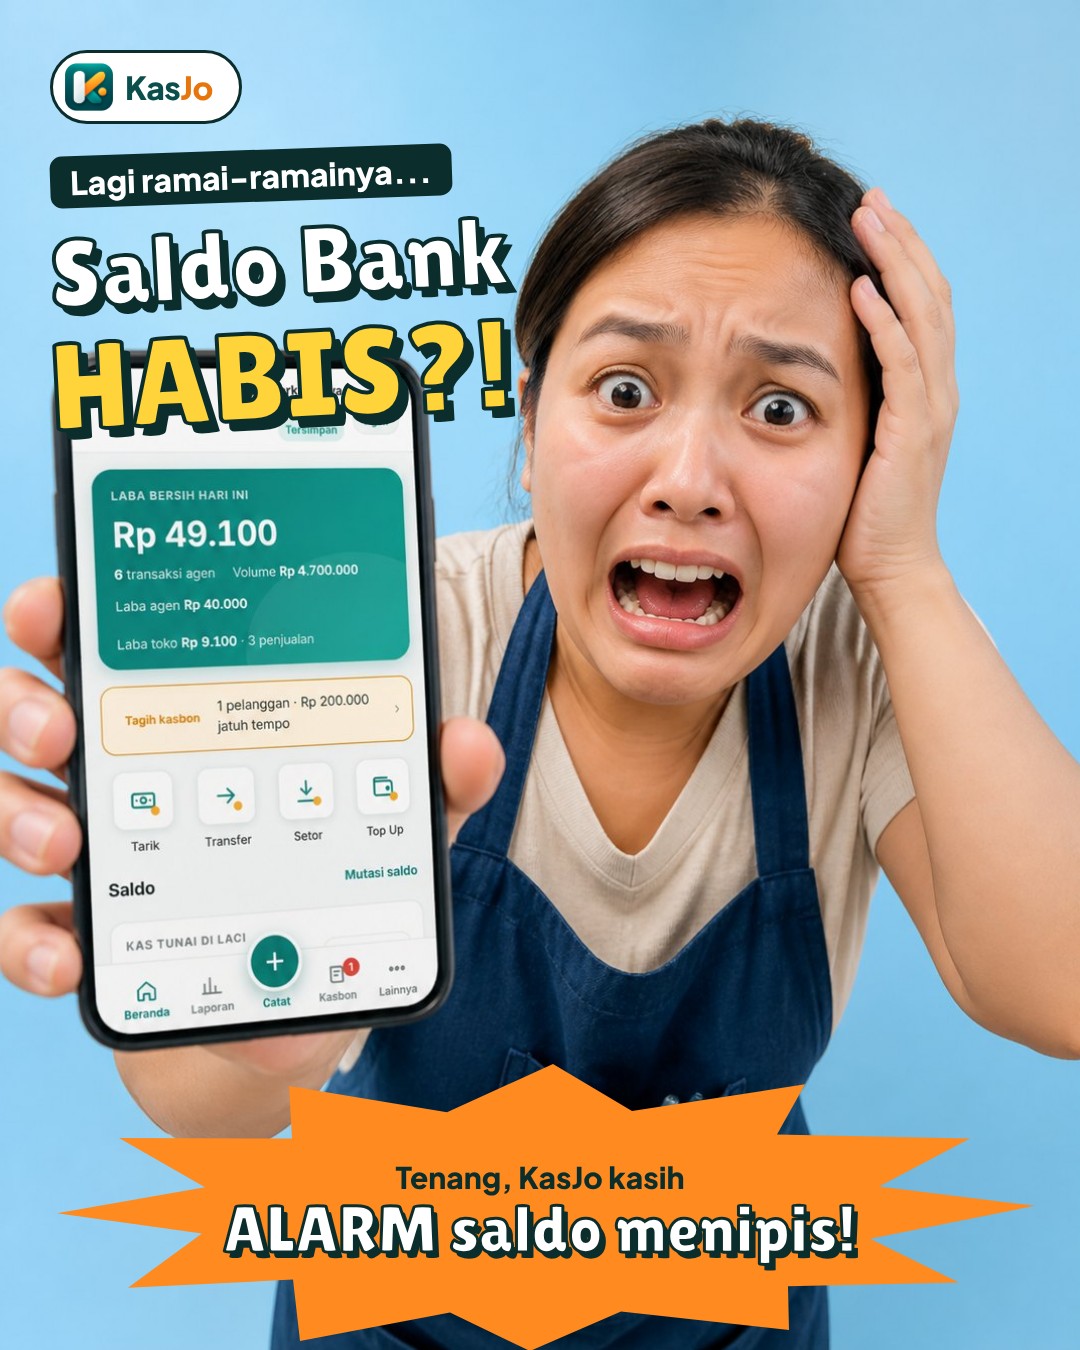 KasJo
Lagi ramai-ramainya...
Saldo Bank
HABIS?!
Tersimpan
LABA BERSIH HARI INI
Rp 49.100
6 transaksi agen Volume Rp 4.700.000
Laba agen Rp 40.000
Laba toko Rp 9.100 · 3 penjualan
Tagih kasbon
1 pelanggan · Rp 200.000
jatuh tempo
Tarik
Transfer
Setor
Top Up
Saldo
Mutasi saldo
KAS TUNAI DI LACI
1
Beranda
Laporan
Catat
Kasbon
Lainnya
Tenang, KasJo kasih
ALARM saldo menipis!